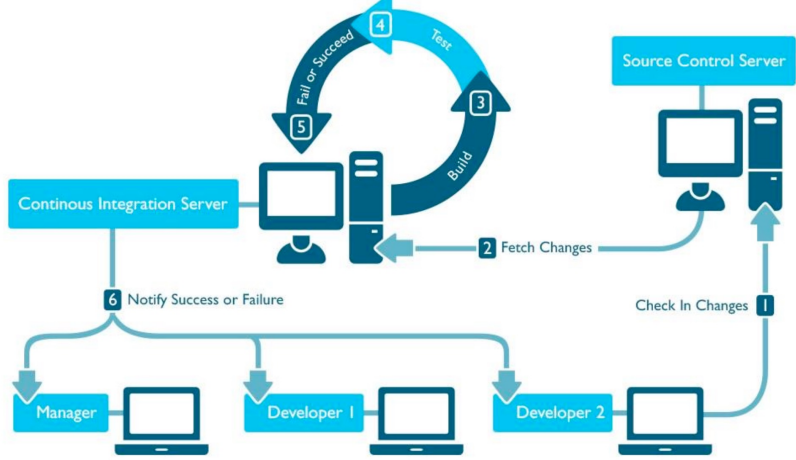 4
Test
Fail or Succeed
Source Control Server
3
5
Build
Continous Integration Server
2 Fetch Changes
6 Notify Success or Failure
Check In Changes 1
Manager
Developer 1
Developer 2